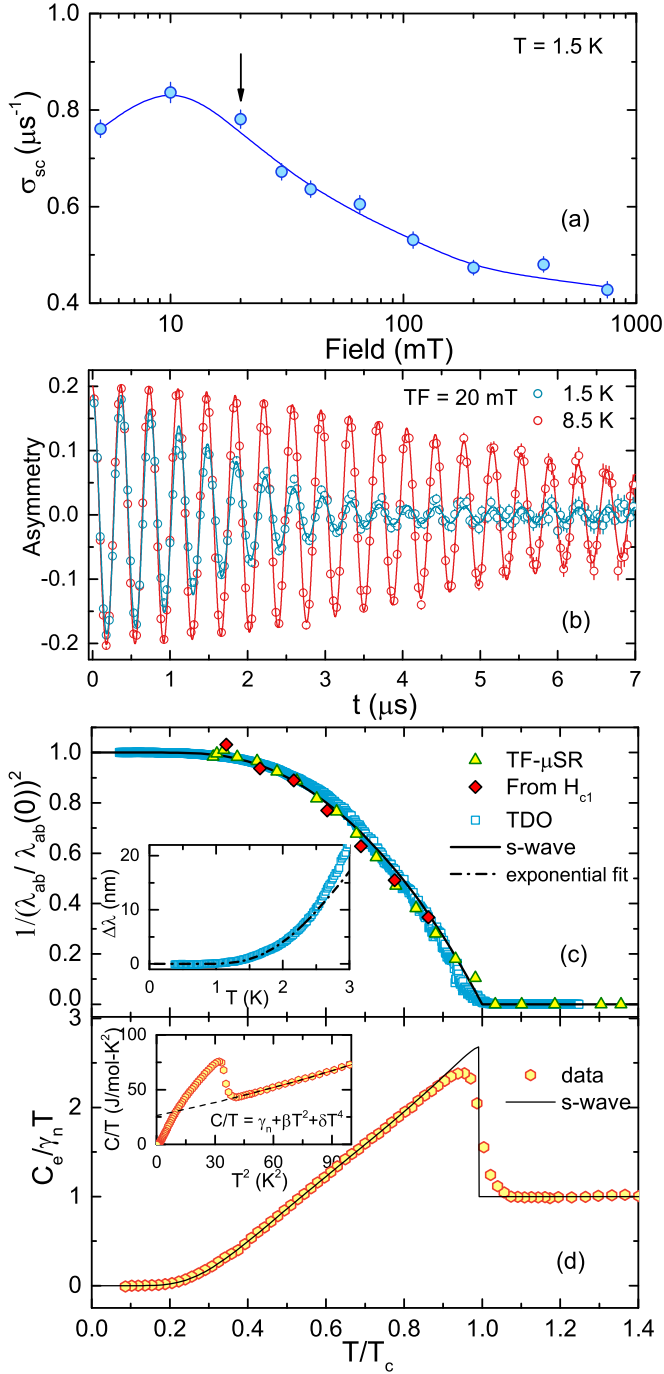 1.0
T = 1.5 K
0.8
0.6
(a)
0.4
σsc (μs⁻¹)
10
100
1000
Field (mT)
0.2
TF = 20 mT
1.5 K
8.5 K
0.1
0.0
-0.1
-0.2
(b)
Asymmetry
0
1
2
3
4
5
6
7
t (μs)
1.0
TF-μSR
From Hc1
TDO
s-wave
exponential fit
0.8
0.6
0.4
0.2
0.0
1/(λab/ λab(0))²
20
10
0
Δλ (nm)
0
1
2
3
T (K)
(c)
3
2
1
0
Ce/γnT
100
75
50
25
0
C/T (J/mol-K²)
C/T = γn+βT²+δT⁴
0
30
60
90
T² (K²)
data
s-wave
(d)
0.0
0.2
0.4
0.6
0.8
1.0
1.2
1.4
T/Tc